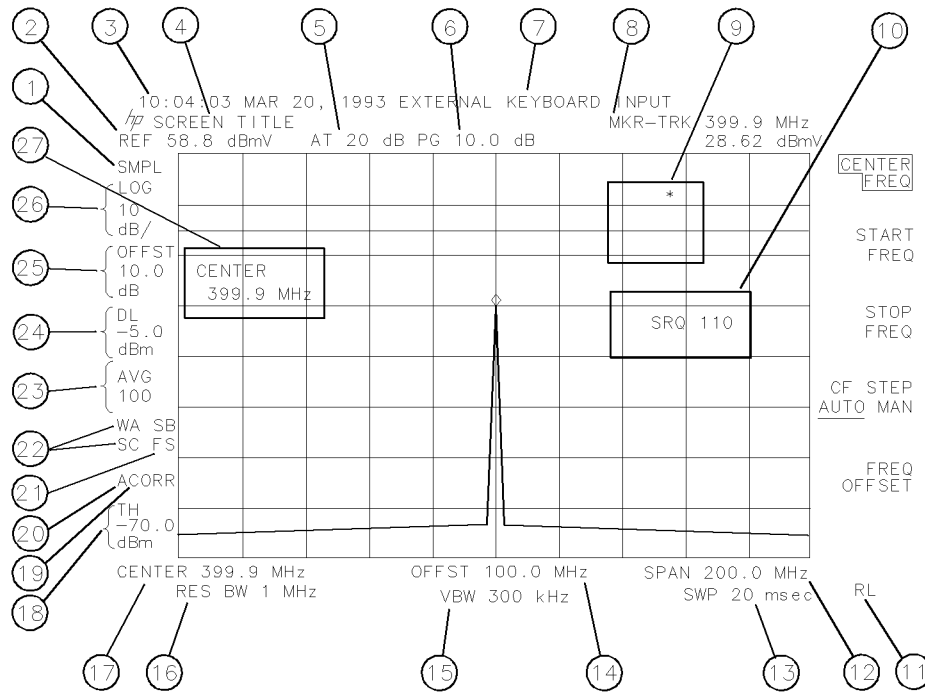 2 3 4 5 6 7 8 9 10
1
27
26
25
24
23
22
21
20
19
18
17 16 15 14 13 12 11
10:04:03 MAR 20, 1993 EXTERNAL KEYBOARD INPUT
hp SCREEN TITLE
MKR-TRK 399.9 MHz
REF 58.8 dBmV AT 20 dB PG 10.0 dB
28.62 dBmV
SMPL
LOG
10
dB/
OFFST
10.0
dB
DL
-5.0
dBm
AVG
100
WA SB
SC FS
ACORR
TH
-70.0
dBm
*
CENTER
399.9 MHz
SRQ 110
CENTER
FREQ
START
FREQ
STOP
FREQ
CF STEP
AUTO MAN
FREQ
OFFSET
CENTER 399.9 MHz OFFST 100.0 MHz SPAN 200.0 MHz
RES BW 1 MHz VBW 300 kHz SWP 20 msec
RL